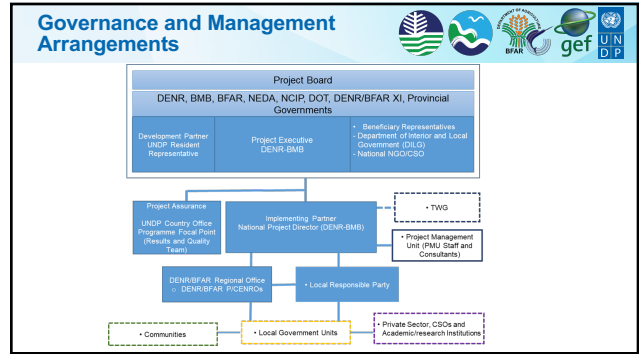 Governance and Management
Arrangements
DEPARTMENT OF AGRICULTURE
BFAR
gef
U N
D P
Project Board
DENR, BMB, BFAR, NEDA, NCIP, DOT, DENR/BFAR XI, Provincial
Governments
Development Partner
UNDP Resident
Representative
Project Executive
DENR-BMB
• Beneficiary Representatives
- Department of Interior and Local
Government (DILG)
- National NGO/CSO
Project Assurance
UNDP Country Office
Programme Focal Point
(Results and Quality
Team)
Implementing Partner
National Project Director (DENR-BMB)
• TWG
• Project Management
Unit (PMU Staff and
Consultants)
DENR/BFAR Regional Office
o DENR/BFAR P/CENROs
• Local Responsible Party
• Communities
• Local Government Units
• Private Sector, CSOs and
Academic/research Institutions